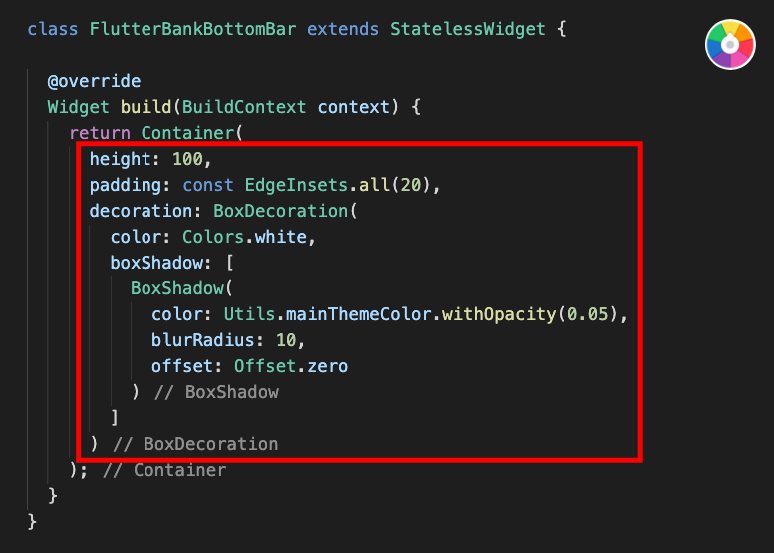 class FlutterBankBottomBar extends StatelessWidget {
@override
Widget build(BuildContext context) {
return Container(
height: 100,
padding: const EdgeInsets.all(20),
decoration: BoxDecoration(
color: Colors.white,
boxShadow: [
BoxShadow(
color: Utils.mainThemeColor.withOpacity(0.05),
blurRadius: 10,
offset: Offset.zero
) // BoxShadow
]
) // BoxDecoration
); // Container
}
}